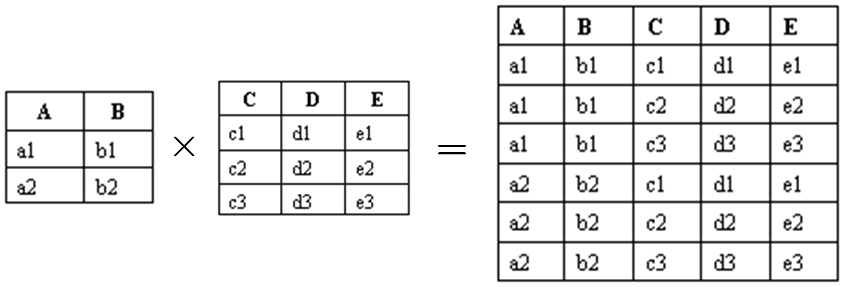 A B
a1 b1
a2 b2
×
C D E
c1 d1 e1
c2 d2 e2
c3 d3 e3
=
A B C D E
a1 b1 c1 d1 e1
a1 b1 c2 d2 e2
a1 b1 c3 d3 e3
a2 b2 c1 d1 e1
a2 b2 c2 d2 e2
a2 b2 c3 d3 e3